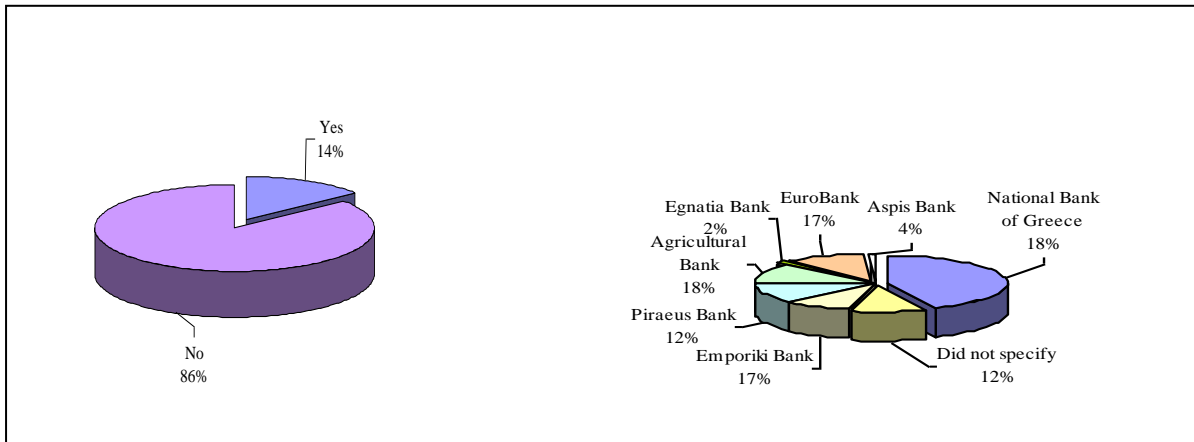 Yes
14%
No
86%
Egnatia Bank
2%
EuroBank
17%
Aspis Bank
4%
National Bank
of Greece
18%
Agricultural
Bank
18%
Piraeus Bank
12%
Emporiki Bank
17%
Did not specify
12%